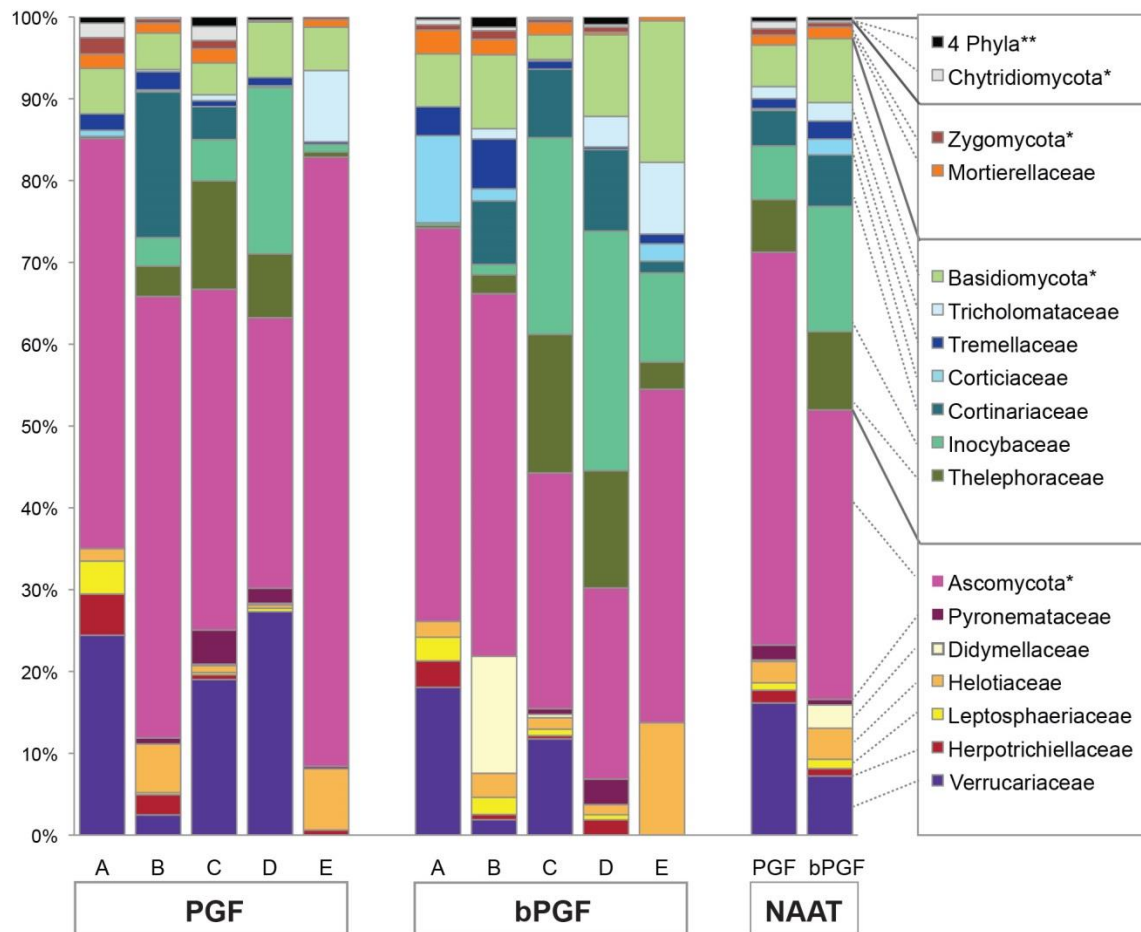 100%
90%
80%
70%
60%
50%
40%
30%
20%
10%
0%
A B C D E A B C D E PGF bPGF
PGF bPGF NAAT
4 Phyla**
Chytridiomycota*
Zygomycota*
Mortierellaceae
Basidiomycota*
Tricholomataceae
Tremellaceae
Corticiaceae
Cortinariaceae
Inocybaceae
Thelephoraceae
Ascomycota*
Pyronemataceae
Didymellaceae
Helotiaceae
Leptosphaeriaceae
Herpotrichiellaceae
Verrucariaceae